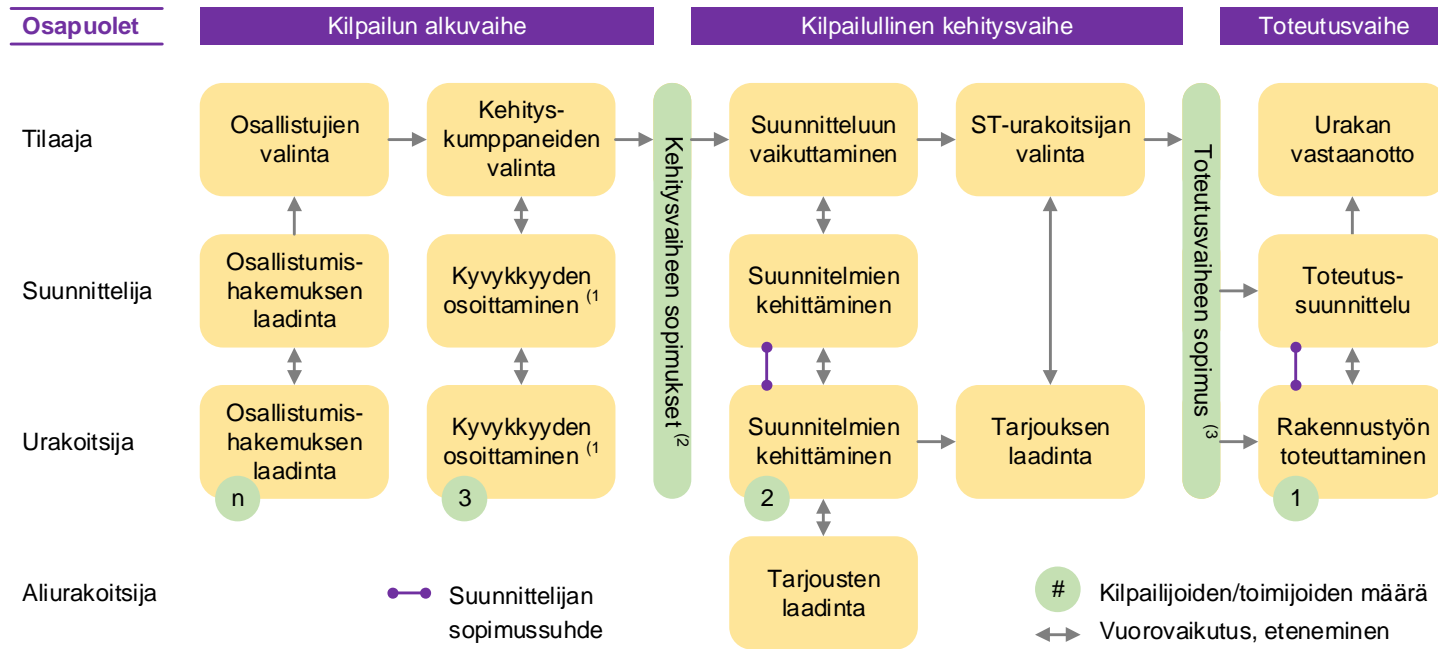 Osapuolet
Kilpailun alkuvaihe
Kilpailullinen kehitysvaihe
Toteutusvaihe
Tilaaja
Osallistujien
valinta
Kehitys-
kumppaneiden
valinta
Kehitysvaiheen sopimukset (2
Suunnitteluun
vaikuttaminen
ST-urakoitsijan
valinta
Toteutusvaiheen sopimus (3
Urakan
vastaanotto
Suunnittelija
Osallistumis-
hakemuksen
laadinta
Kyvykkyyden
osoittaminen (1
Suunnitelmien
kehittäminen
Toteutus-
suunnittelu
Urakoitsija
Osallistumis-
hakemuksen
laadinta
n
Kyvykkyyden
osoittaminen (1
3
Suunnitelmien
kehittäminen
2
Tarjouksen
laadinta
Rakennustyön
toteuttaminen
1
Aliurakoitsija
Suunnittelijan
sopimussuhde
Tarjousten
laadinta
# Kilpailijoiden/toimijoiden määrä
Vuorovaikutus, eteneminen